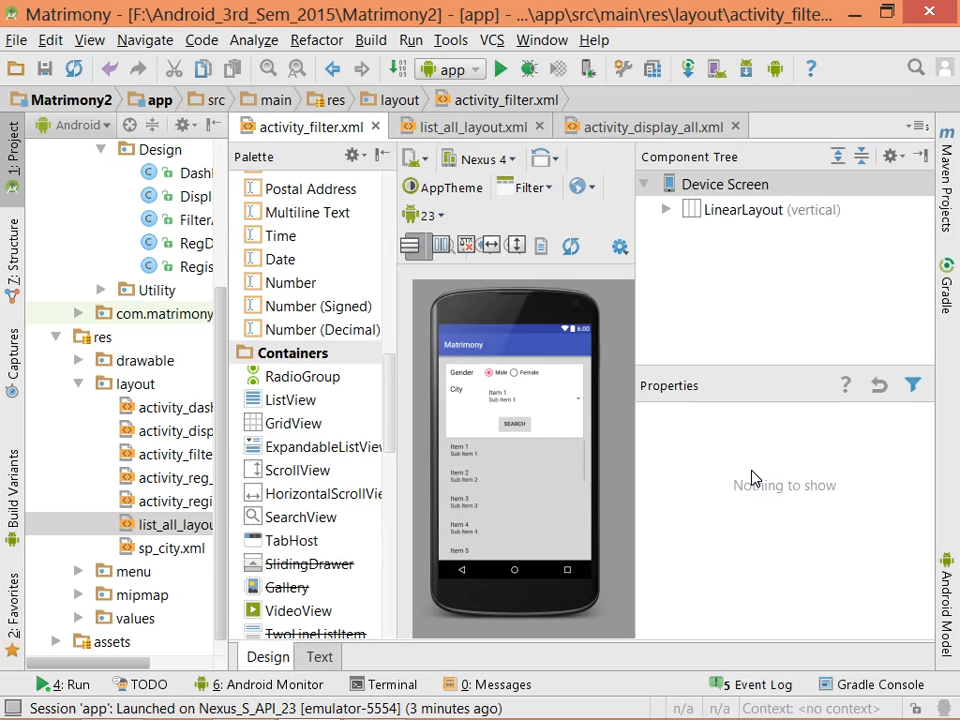 Matrimony - [F:\Android_3rd_Sem_2015\Matrimony2] - [app] - ...\app\src\main\res\layout\activity_filte...
File Edit View Navigate Code Analyze Refactor Build Run Tools VCS Window Help
app
Matrimony2 app src main res layout activity_filter.xml
Android activity_filter.xml list_all_layout.xml activity_display_all.xml
1: Project
7: Structure
Captures
Build Variants
2: Favorites
Design
Dashl
Displ
Filter
RegD
Regis
Utility
com.matrimony
res
drawable
layout
activity_dash
activity_disp
activity_filte
activity_reg_
activity_regi
list_all_layou
sp_city.xml
menu
mipmap
values
assets
Palette
Postal Address
Multiline Text
Time
Date
Number
Number (Signed)
Number (Decimal)
Containers
RadioGroup
ListView
GridView
ExpandableListView
ScrollView
HorizontalScrollVie
SearchView
TabHost
SlidingDrawer
Gallery
VideoView
TwoLineListItem
Nexus 4
AppTheme Filter
23
6:00
Matrimony
Gender Male Female
City Item 1
Sub Item 1
SEARCH
Item 1
Sub Item 1
Item 2
Sub Item 2
Item 3
Sub Item 3
Item 4
Sub Item 4
Item 5
Design Text
Component Tree
Device Screen
LinearLayout (vertical)
Properties
Nothing to show
Maven Projects
Gradle
Android Model
4: Run TODO 6: Android Monitor Terminal 0: Messages 5 Event Log Gradle Console
Session 'app': Launched on Nexus_S_API_23 [emulator-5554] (3 minutes ago) n/a n/a Context: <no context>